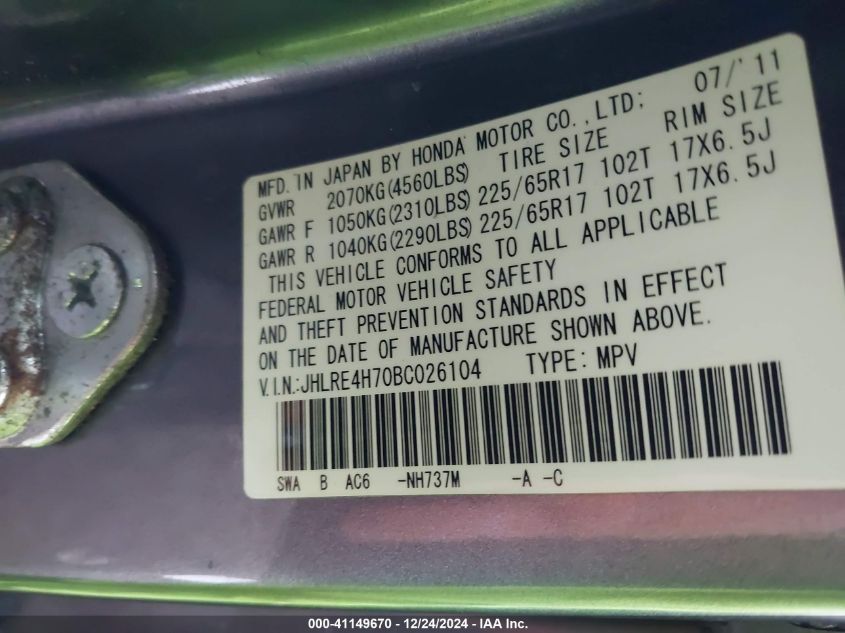 07/'11
MFD. IN JAPAN BY HONDA MOTOR CO., LTD;
GVWR 2070KG(4560LBS) TIRE SIZE RIM SIZE
GAWR F 1050KG(2310LBS) 225/65R17 102T 17X6.5J
GAWR R 1040KG(2290LBS) 225/65R17 102T 17X6.5J
THIS VEHICLE CONFORMS TO ALL APPLICABLE
FEDERAL MOTOR VEHICLE SAFETY
AND THEFT PREVENTION STANDARDS IN EFFECT
ON THE DATE OF MANUFACTURE SHOWN ABOVE.
V.I.N:JHLRE4H70BC026104 TYPE: MPV
SWA B AC6 -NH737M -A -C
000-41149670 - 12/24/2024 - IAA Inc.